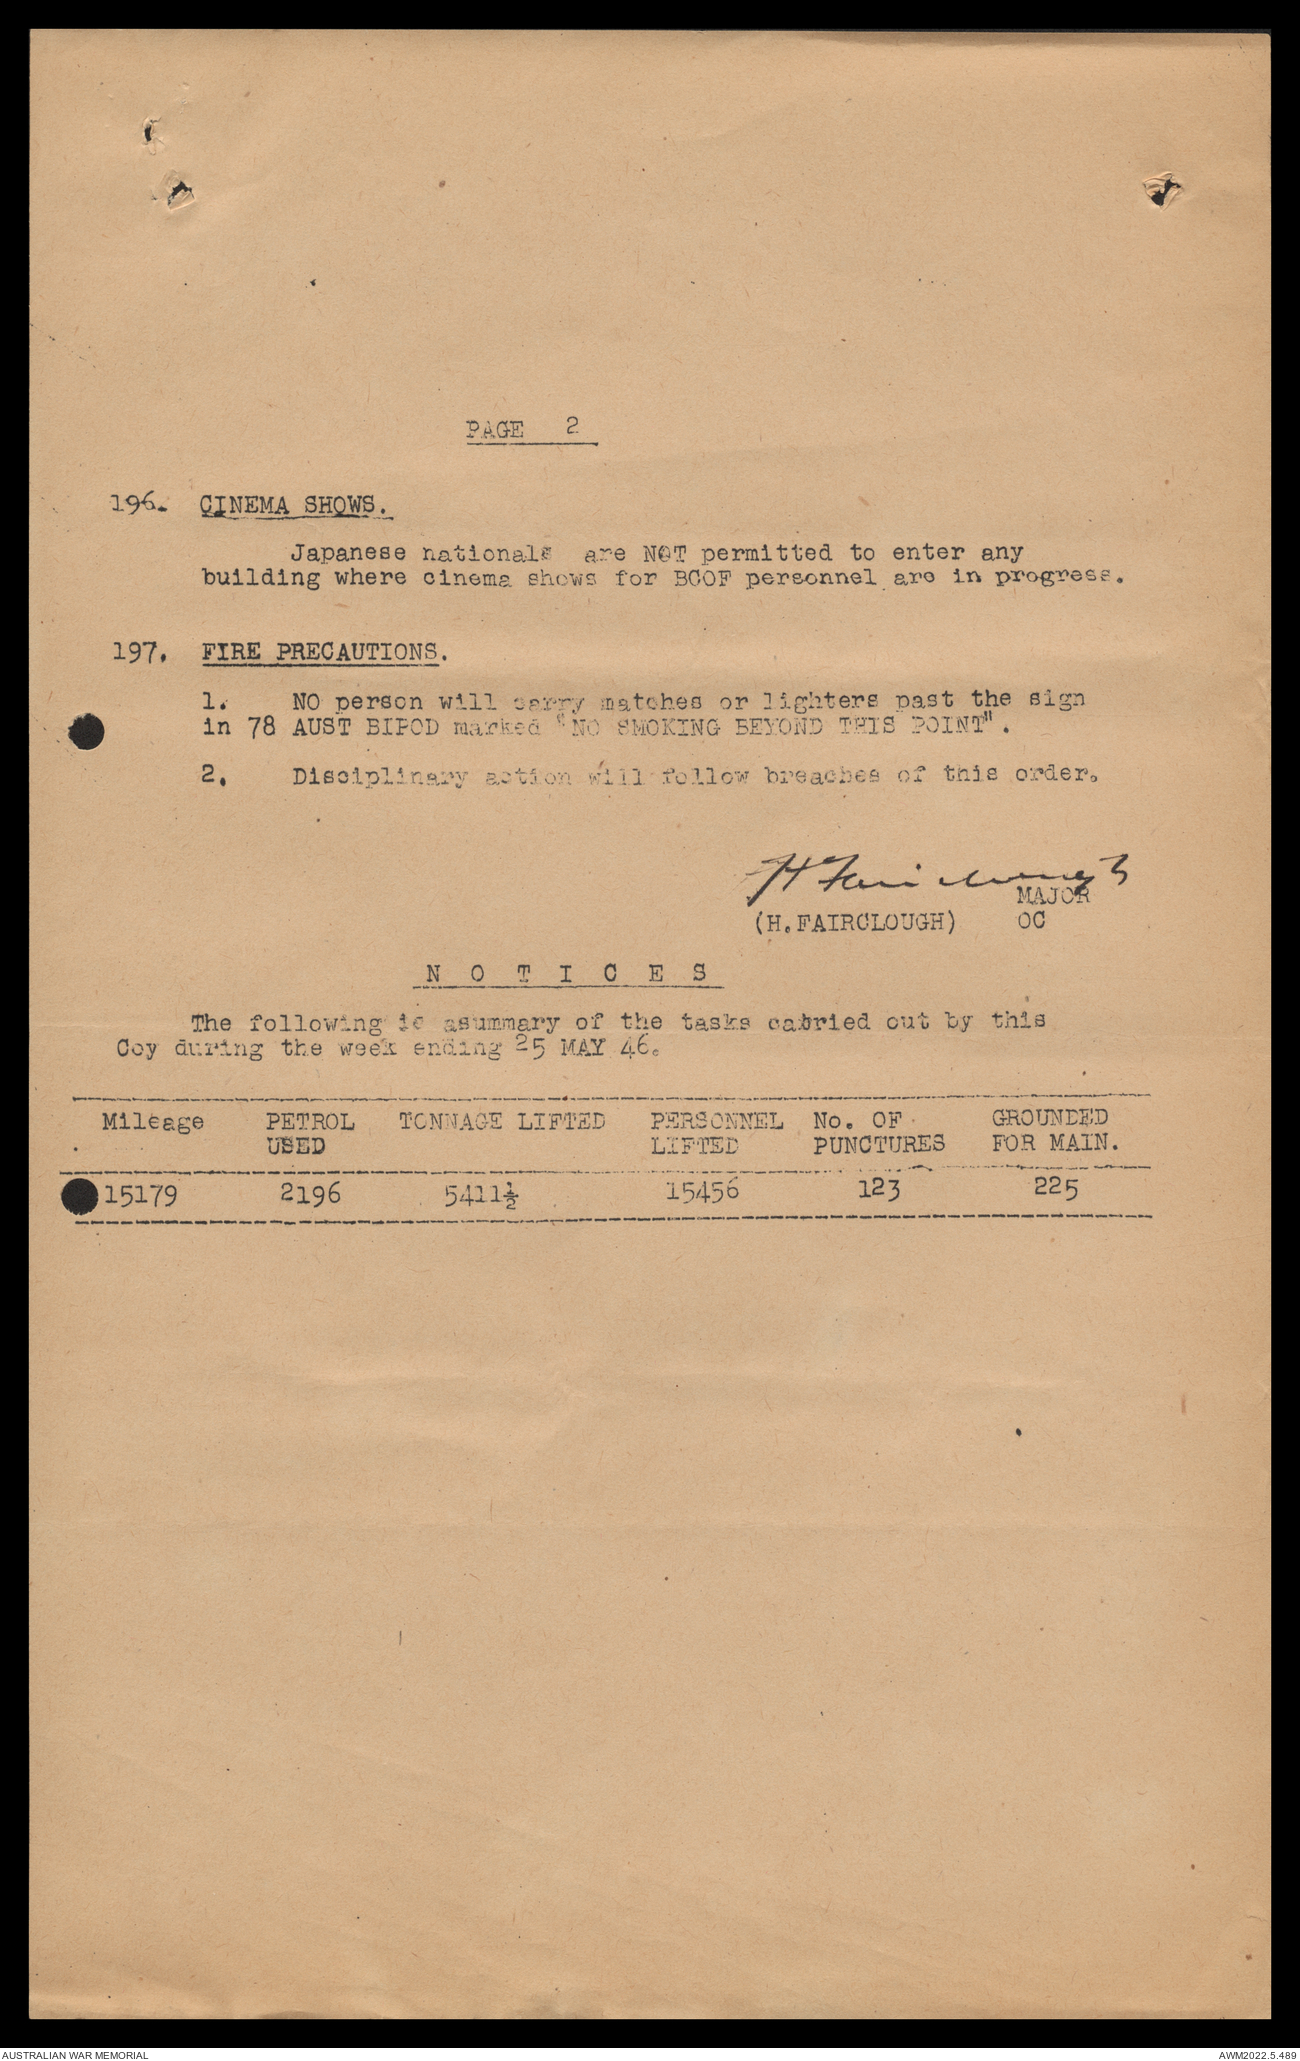 PAGE 2
196. CINEMA SHOWS.
Japanese nationals are NOT permitted to enter any
building where cinema shows for BCOF personnel are in progress.
197. FIRE PRECAUTIONS.
1. NO person will carry matches or lighters past the sign
in 78 AUST BIPOD marked "NO SMOKING BEYOND THIS POINT".
2. Disciplinary action will follow breaches of this order.
H Fairclough
MAJOR
(H.FAIRCLOUGH) OC
N O T I C E S
The following is asummary of the tasks carried out by this
Coy during the week ending 25 MAY 46.
Mileage PETROL TONNAGE LIFTED PERSONNEL No. OF GROUNDED
USED LIFTED PUNCTURES FOR MAIN.
15179 2196 5411½ 15456 123 225
AUSTRALIAN WAR MEMORIAL AWM2022.5.489